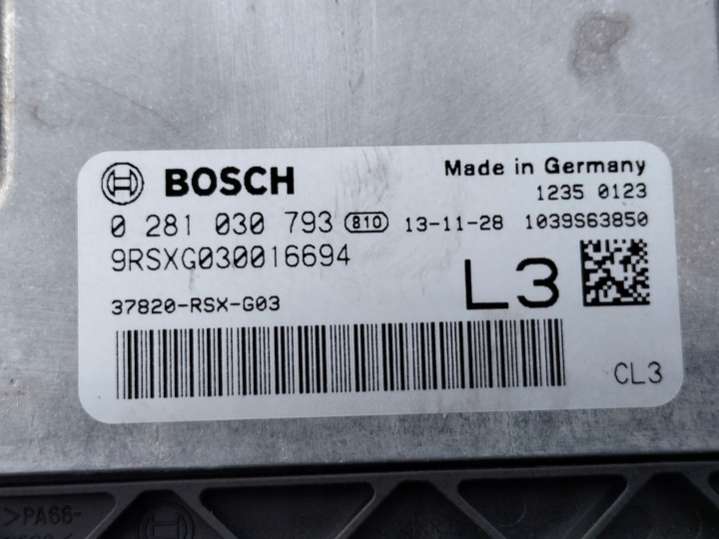 BOSCH
Made in Germany
1235 0123
0 281 030 793 810 13-11-28 1039S63850
9RSXG030016694
L3
37820-RSX-G03
CL3
>PA66-